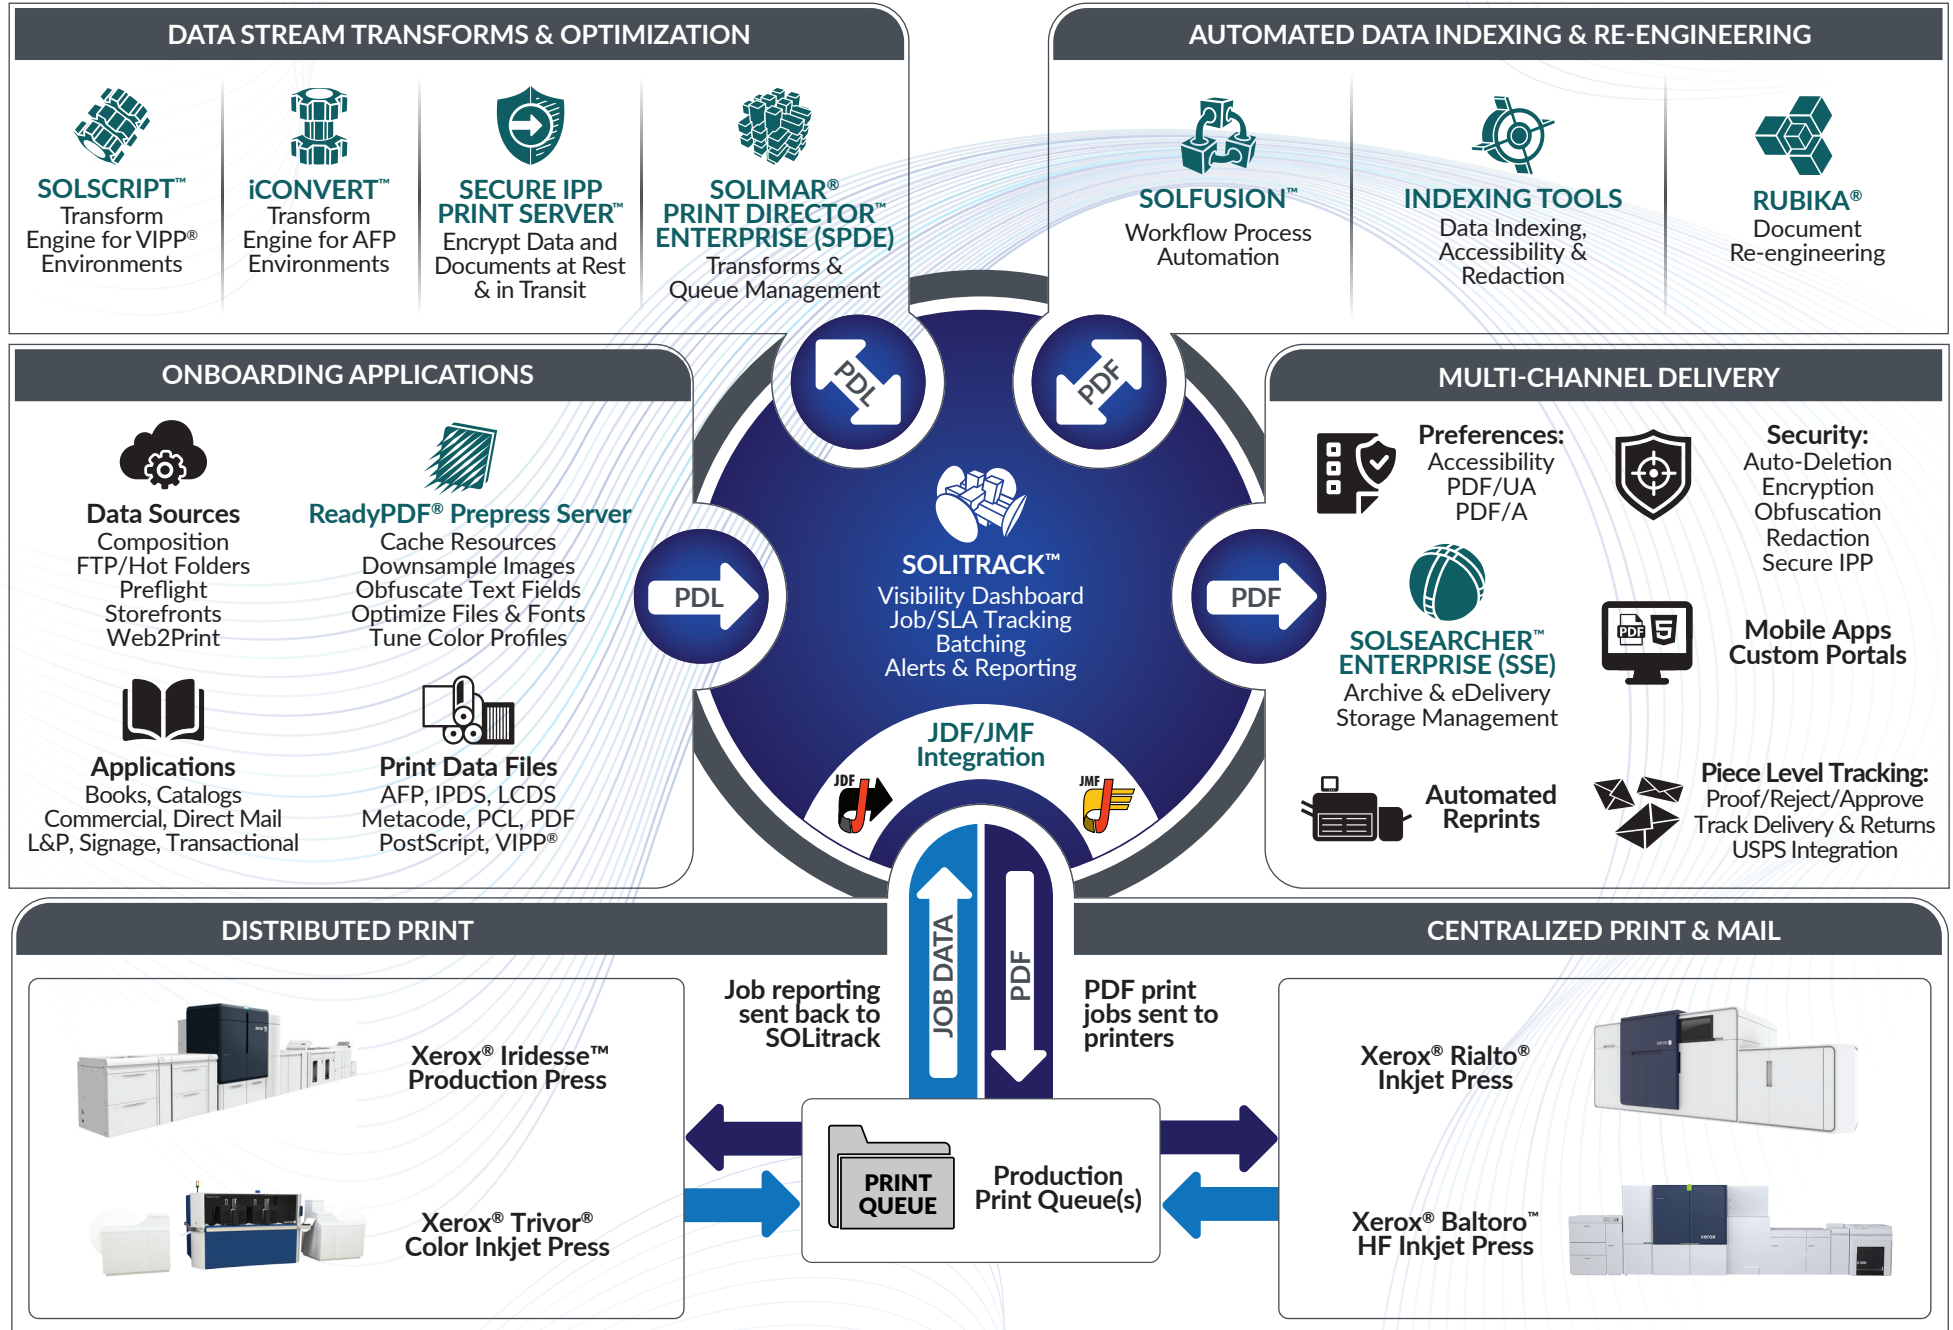 DATA STREAM TRANSFORMS & OPTIMIZATION
SOLSCRIPT™
Transform
Engine for VIPP®
Environments
iCONVERT™
Transform
Engine for AFP
Environments
SECURE IPP
PRINT SERVER™
Encrypt Data and
Documents at Rest
& in Transit
SOLIMAR®
PRINT DIRECTOR™
ENTERPRISE (SPDE)
Transforms &
Queue Management
AUTOMATED DATA INDEXING & RE-ENGINEERING
SOLFUSION™
Workflow Process
Automation
INDEXING TOOLS
Data Indexing,
Accessibility &
Redaction
RUBIKA®
Document
Re-engineering
PDL
PDF
ONBOARDING APPLICATIONS
Data Sources
Composition
FTP/Hot Folders
Preflight
Storefronts
Web2Print
ReadyPDF® Prepress Server
Cache Resources
Downsample Images
Obfuscate Text Fields
Optimize Files & Fonts
Tune Color Profiles
Applications
Books, Catalogs
Commercial, Direct Mail
L&P, Signage, Transactional
Print Data Files
AFP, IPDS, LCDS
Metacode, PCL, PDF
PostScript, VIPP®
PDL
SOLITRACK™
Visibility Dashboard
Job/SLA Tracking
Batching
Alerts & Reporting
JDF/JMF
Integration
JDF
JMF
PDF
MULTI-CHANNEL DELIVERY
Preferences:
Accessibility
PDF/UA
PDF/A
Security:
Auto-Deletion
Encryption
Obfuscation
Redaction
Secure IPP
SOLSEARCHER™
ENTERPRISE (SSE)
Archive & eDelivery
Storage Management
PDF
5
Mobile Apps
Custom Portals
Automated
Reprints
Piece Level Tracking:
Proof/Reject/Approve
Track Delivery & Returns
USPS Integration
DISTRIBUTED PRINT
Xerox® Iridesse™
Production Press
Xerox® Trivor®
Color Inkjet Press
Job reporting
sent back to
SOLitrack
JOB DATA
PDF
PDF print
jobs sent to
printers
PRINT
QUEUE
Production
Print Queue(s)
CENTRALIZED PRINT & MAIL
Xerox® Rialto®
Inkjet Press
Xerox® Baltoro™
HF Inkjet Press
xerox